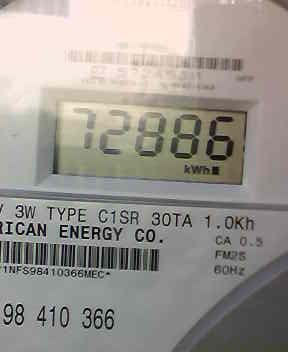 72886
kWh
V 3W TYPE C1SR 30TA 1.0Kh
RICAN ENERGY CO.
CA 0.5
FM2S
60Hz
1NFS98410366MEC*
98 410 366